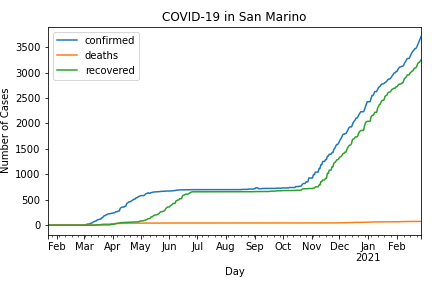 COVID-19 in San Marino
confirmed
deaths
recovered
Number of Cases
3500
3000
2500
2000
1500
1000
500
0
Feb Mar Apr May Jun Jul Aug Sep Oct Nov Dec Jan Feb
2021
Day